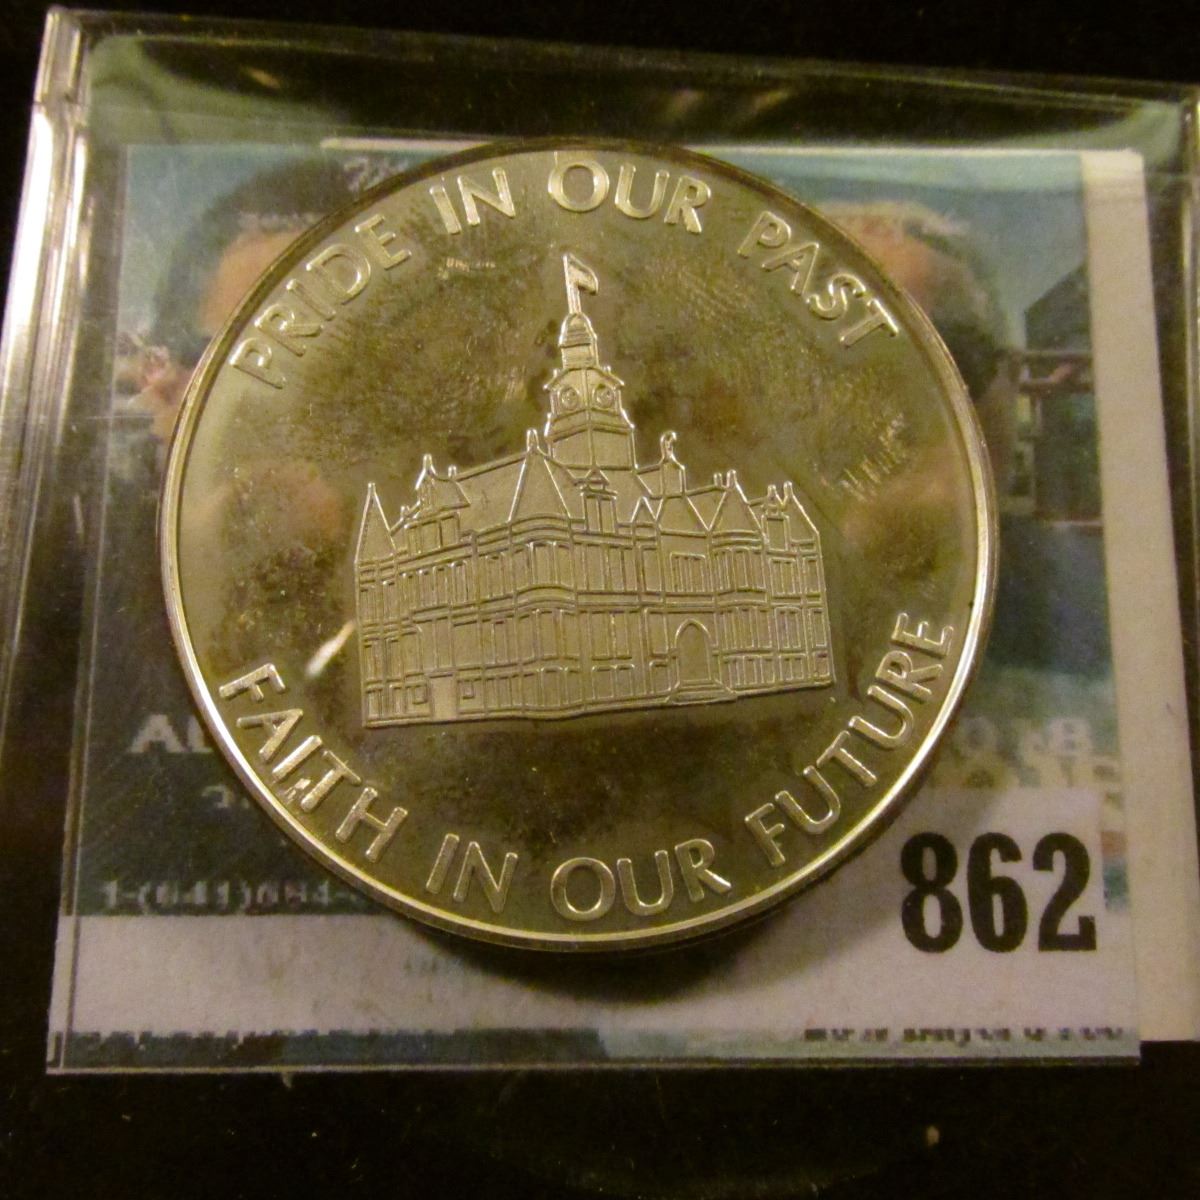 PRIDE IN OUR PAST
FAITH IN OUR FUTURE
862